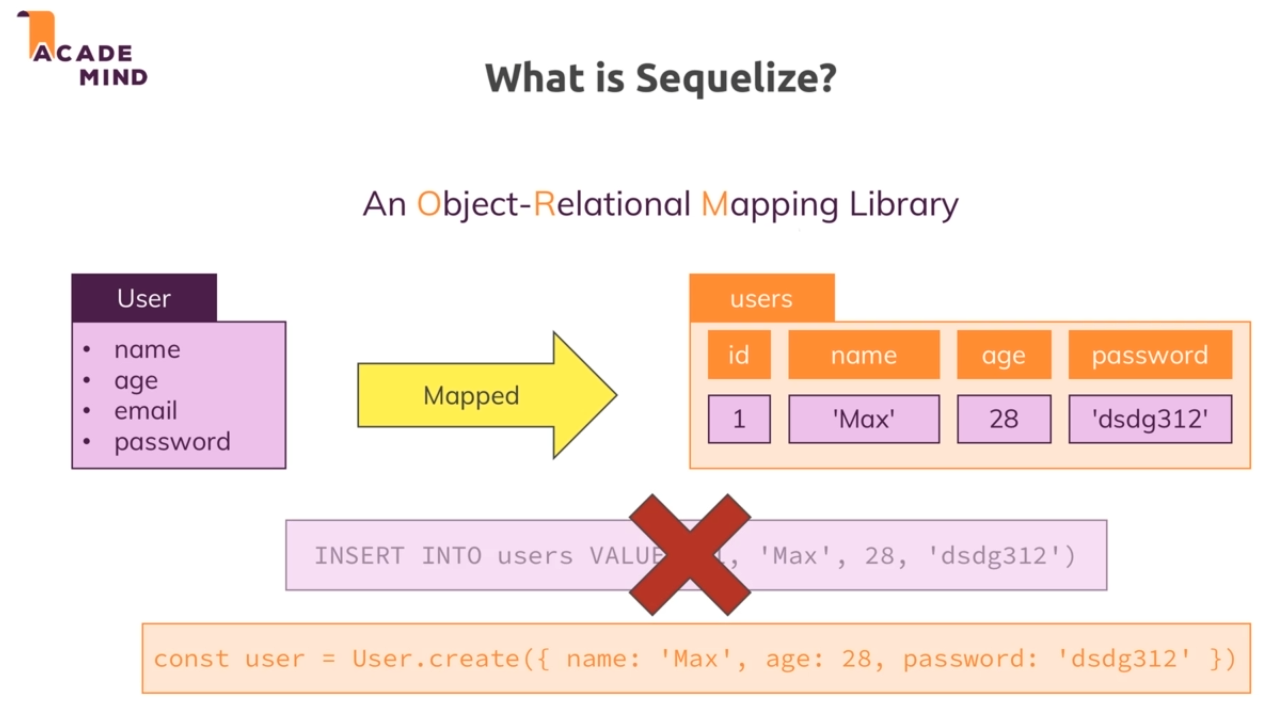 ACADE
MIND
What is Sequelize?
An Object-Relational Mapping Library
User
• name
• age
• email
• password
Mapped
users
id name age password
1 'Max' 28 'dsdg312'
INSERT INTO users VALUE , 'Max', 28, 'dsdg312')
const user = User.create({ name: 'Max', age: 28, password: 'dsdg312' })